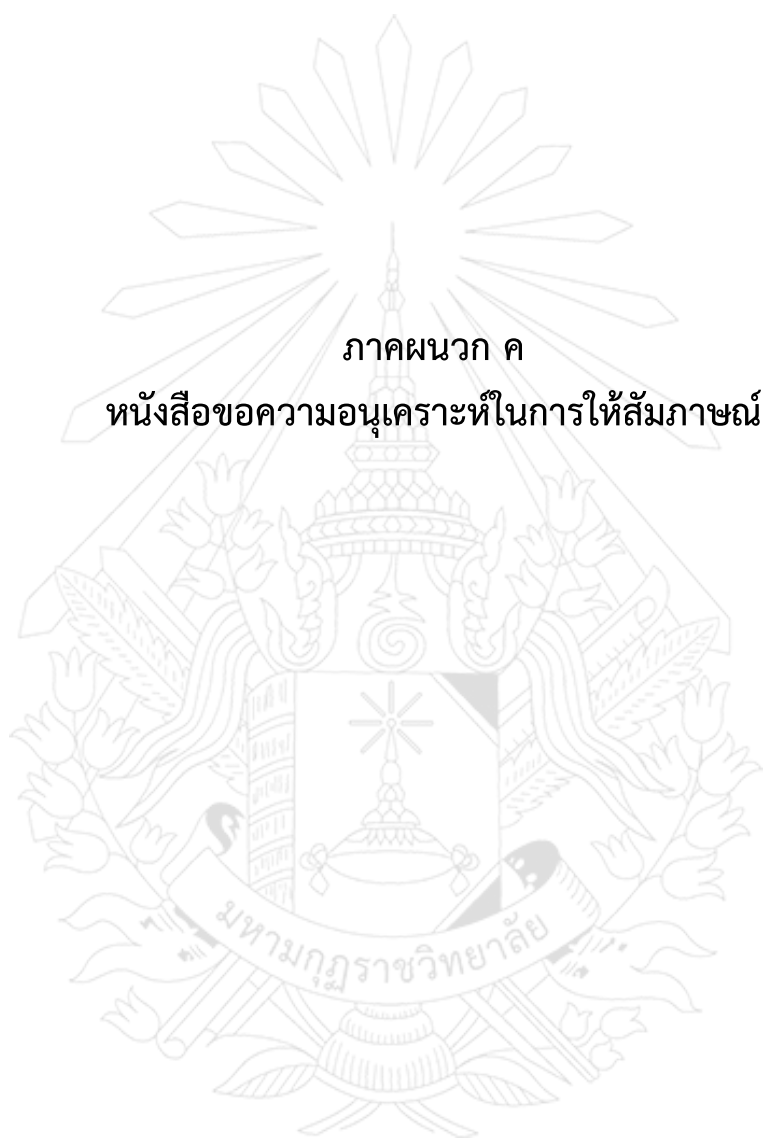 ภาคผนวก ค
หนังสือขอความอนุเคราะห์ในการให้สัมภาษณ์
มหามกุฏราชวิทยาลัย